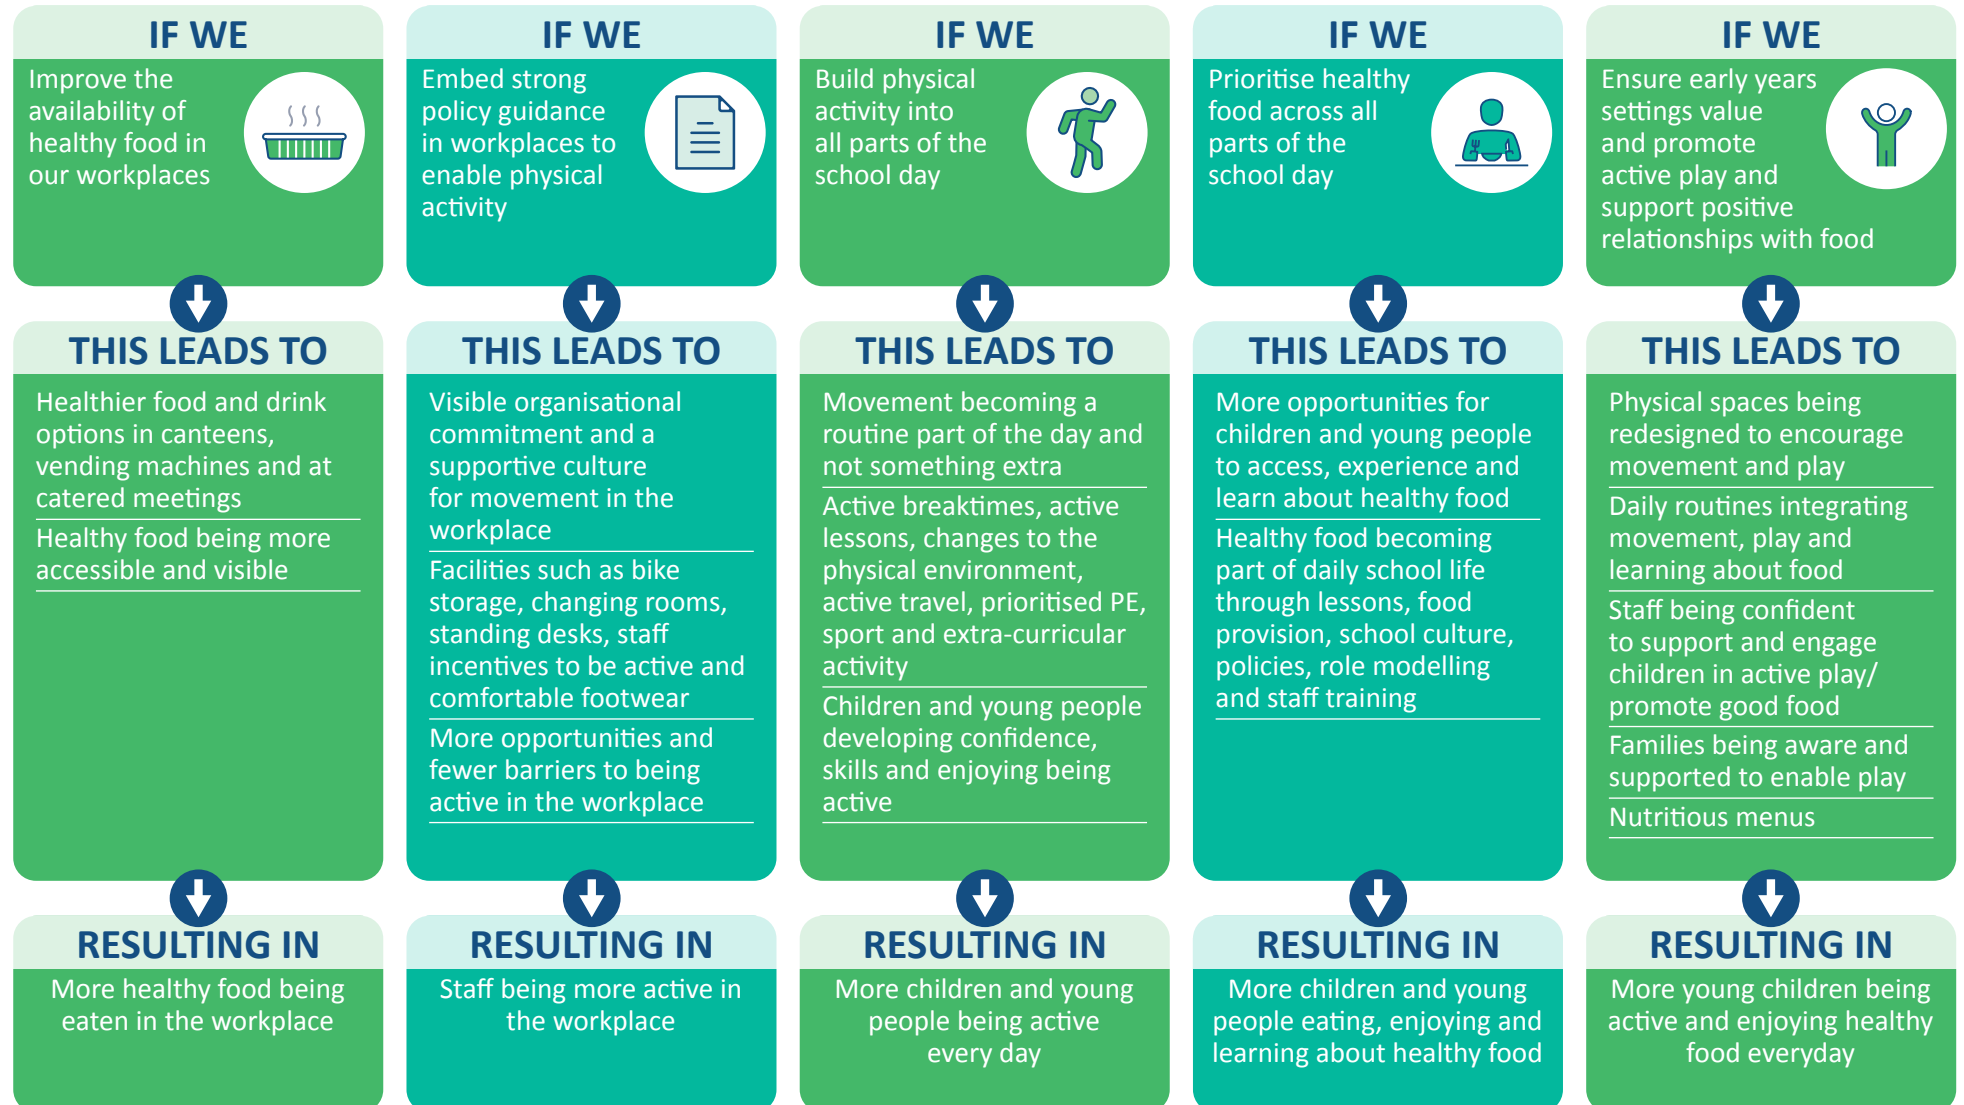 IF WE
Improve the
availability of
healthy food in
our workplaces
THIS LEADS TO
Healthier food and drink
options in canteens,
vending machines and at
catered meetings
Healthy food being more
accessible and visible
RESULTING IN
More healthy food being
eaten in the workplace
IF WE
Embed strong
policy guidance
in workplaces to
enable physical
activity
THIS LEADS TO
Visible organisational
commitment and a
supportive culture
for movement in the
workplace
Facilities such as bike
storage, changing rooms,
standing desks, staff
incentives to be active and
comfortable footwear
More opportunities and
fewer barriers to being
active in the workplace
RESULTING IN
Staff being more active in
the workplace
IF WE
Build physical
activity into
all parts of the
school day
THIS LEADS TO
Movement becoming a
routine part of the day and
not something extra
Active breaktimes, active
lessons, changes to the
physical environment,
active travel, prioritised PE,
sport and extra-curricular
activity
Children and young people
developing confidence,
skills and enjoying being
active
RESULTING IN
More children and young
people being active
every day
IF WE
Prioritise healthy
food across all
parts of the
school day
THIS LEADS TO
More opportunities for
children and young people
to access, experience and
learn about healthy food
Healthy food becoming
part of daily school life
through lessons, food
provision, school culture,
policies, role modelling
and staff training
RESULTING IN
More children and young
people eating, enjoying and
learning about healthy food
IF WE
Ensure early years
settings value
and promote
active play and
support positive
relationships with food
THIS LEADS TO
Physical spaces being
redesigned to encourage
movement and play
Daily routines integrating
movement, play and
learning about food
Staff being confident
to support and engage
children in active play/
promote good food
Families being aware and
supported to enable play
Nutritious menus
RESULTING IN
More young children being
active and enjoying healthy
food everyday